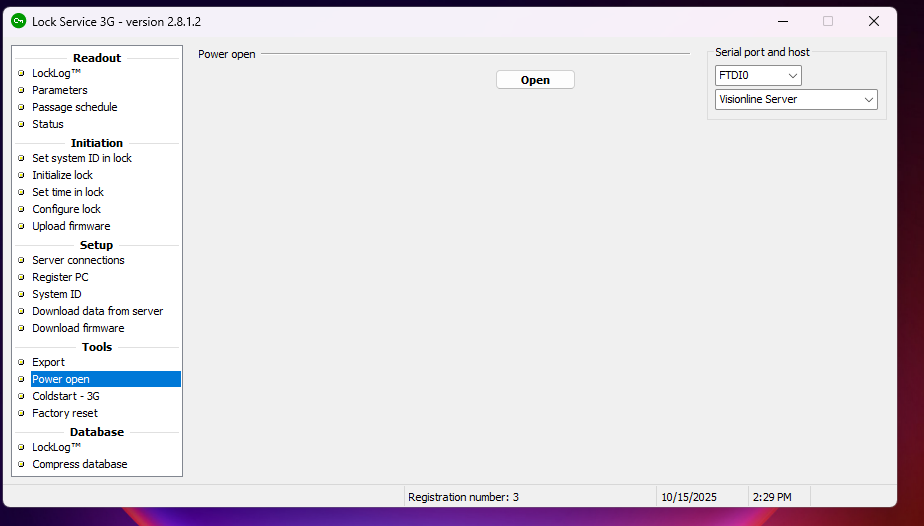 Lock Service 3G - version 2.8.1.2
Readout
LockLog™
Parameters
Passage schedule
Status
Initiation
Set system ID in lock
Initialize lock
Set time in lock
Configure lock
Upload firmware
Setup
Server connections
Register PC
System ID
Download data from server
Download firmware
Tools
Export
Power open
Coldstart - 3G
Factory reset
Database
LockLog™
Compress database
Power open
Open
Serial port and host
FTDI0
Visionline Server
Registration number: 3
10/15/2025
2:29 PM